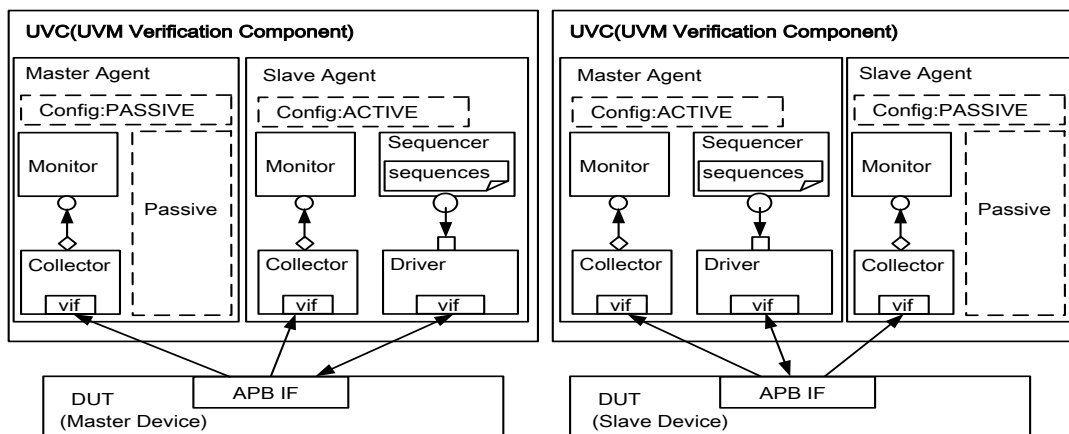 UVC(UVM Verification Component)
Master Agent
Config:PASSIVE
Monitor
Passive
Collector
vif
Slave Agent
Config:ACTIVE
Monitor
Sequencer
sequences
Collector
vif
Driver
vif
APB IF
DUT
(Master Device)
UVC(UVM Verification Component)
Master Agent
Config:ACTIVE
Monitor
Sequencer
sequences
Collector
vif
Driver
vif
Slave Agent
Config:PASSIVE
Monitor
Passive
Collector
vif
APB IF
DUT
(Slave Device)